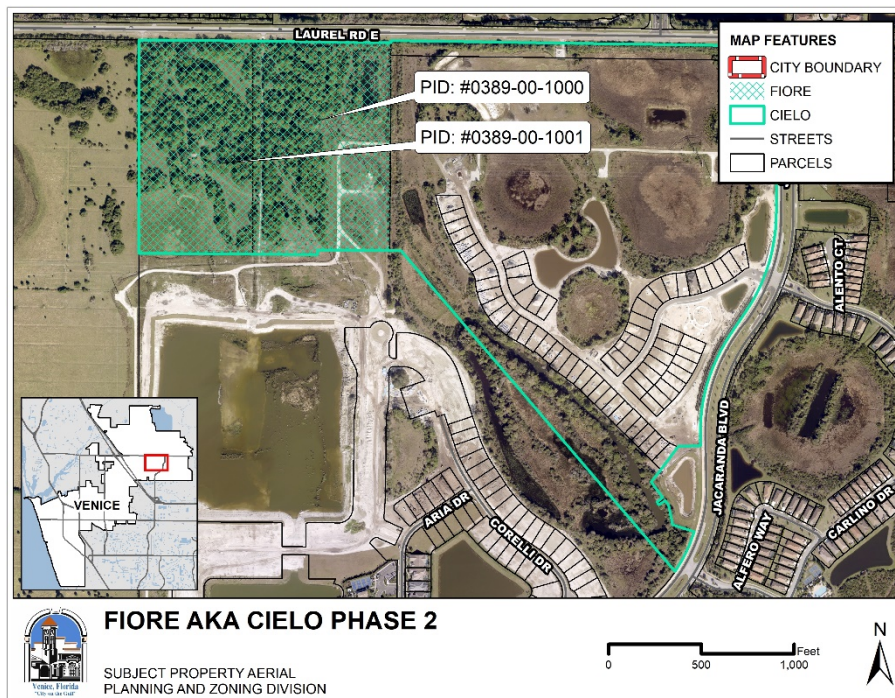 LAUREL RD E
PID: #0389-00-1000
PID: #0389-00-1001
MAP FEATURES
CITY BOUNDARY
FIORE
CIELO
STREETS
PARCELS
ALENTO CT
JACARANDA BLVD
ARIA DR
CORELLI DR
ALFERO WAY
CARLINO DR
VENICE
FIORE AKA CIELO PHASE 2
SUBJECT PROPERTY AERIAL
PLANNING AND ZONING DIVISION
Venice, Florida
"City on the Gulf"
0 500 1,000
Feet
N